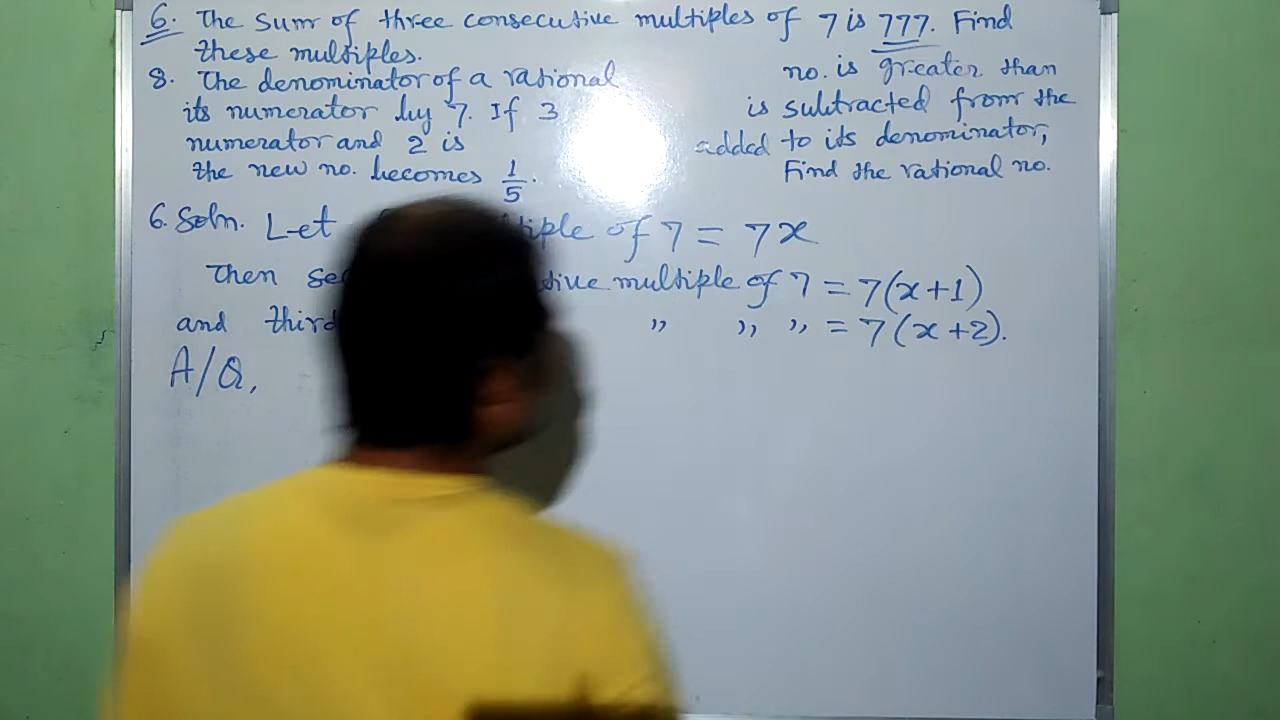 6. The sum of three consecutive multiples of 7 is 777. Find
these multiples.
8. The denominator of a rational no. is greater than
its numerator by 7. If 3 is subtracted from the
numerator and 2 is added to its denominator,
the new no. becomes 1/5. Find the rational no.
6. Soln. Let of 7 = 7x
Then multiple of 7 = 7(x+1)
and third ,, ,, ,, = 7(x+2).
A/Q,